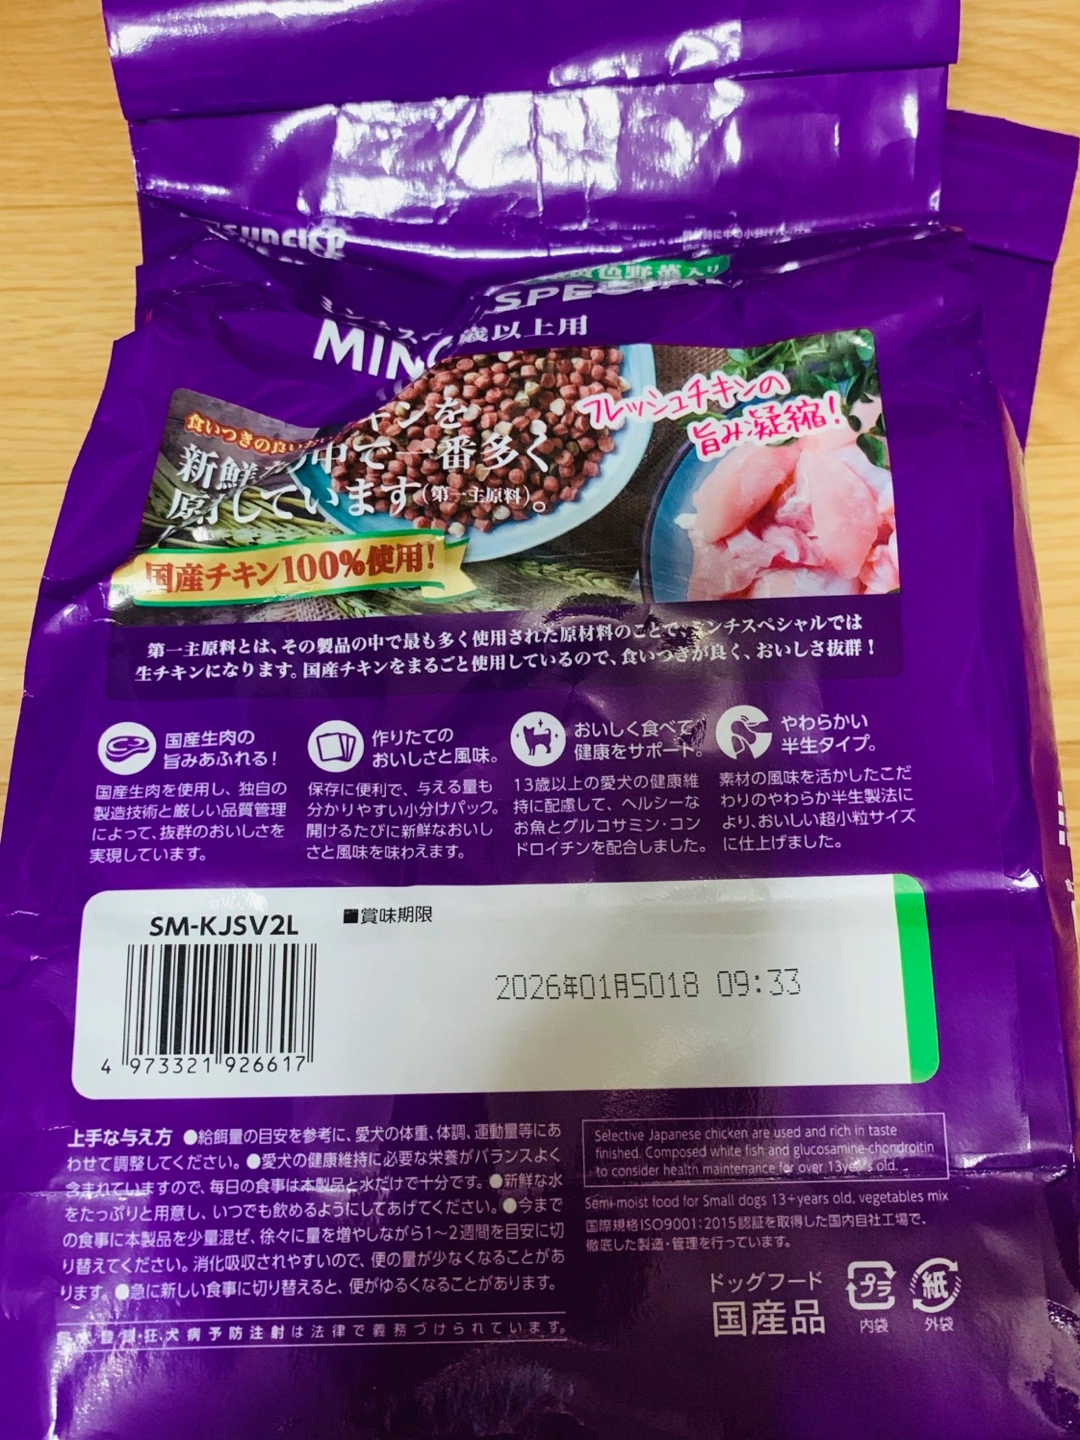 色野菜入り
SPECIAL
歳以上用
フレッシュチキンの
旨み凝縮!
食いつきの良い
新鮮
中で一番多く
しています(第一主原料)。
国産チキン100%使用!
第一主原料とは、その製品の中で最も多く使用された原材料のことで、ミンチスペシャルでは
生チキンになります。国産チキンをまるごと使用しているので、食いつきが良く、おいしさ抜群!
国産生肉の
旨みあふれる!
国産生肉を使用し、独自の
製造技術と厳しい品質管理
によって、抜群のおいしさを
実現しています。
作りたての
おいしさと風味。
保存に便利で、与える量も
分かりやすい小分けパック。
開けるたびに新鮮なおいし
さと風味を味わえます。
おいしく食べて
健康をサポート。
13歳以上の愛犬の健康維
持に配慮して、ヘルシーな
お魚とグルコサミン・コン
ドロイチンを配合しました。
やわらかい
半生タイプ。
素材の風味を活かしたこだ
わりのやわらか半生製法に
より、おいしい超小粒サイズ
に仕上げました。
SM-KJSV2L
■賞味期限
2026年01月5018 09:33
4 973321 926617
上手な与え方 ●給餌量の目安を参考に、愛犬の体重、体調、運動量等にあ
わせて調整してください。●愛犬の健康維持に必要な栄養がバランスよく
含まれていますので、毎日の食事は本製品と水だけで十分です。●新鮮な水
をたっぷりと用意し、いつでも飲めるようにしてあげてください。●今まで
の食事に本製品を少量混ぜ、徐々に量を増やしながら1〜2週間を目安に切
り替えてください。消化吸収されやすいので、便の量が少なくなることがあ
ります。●急に新しい食事に切り替えると、便がゆるくなることがあります。
登録・狂犬病予防注射は法律で義務づけられています。
Selective Japanese chicken are used and rich in taste
finished. Composed white fish and glucosamine-chondroitin
to consider health maintenance for over 13years old.
Semi-moist food for Small dogs 13+years old, vegetables mix
国際規格ISO9001:2015認証を取得した国内自社工場で、
徹底した製造・管理を行っています。
ドッグフード
国産品
プラ
内袋
紙
外袋